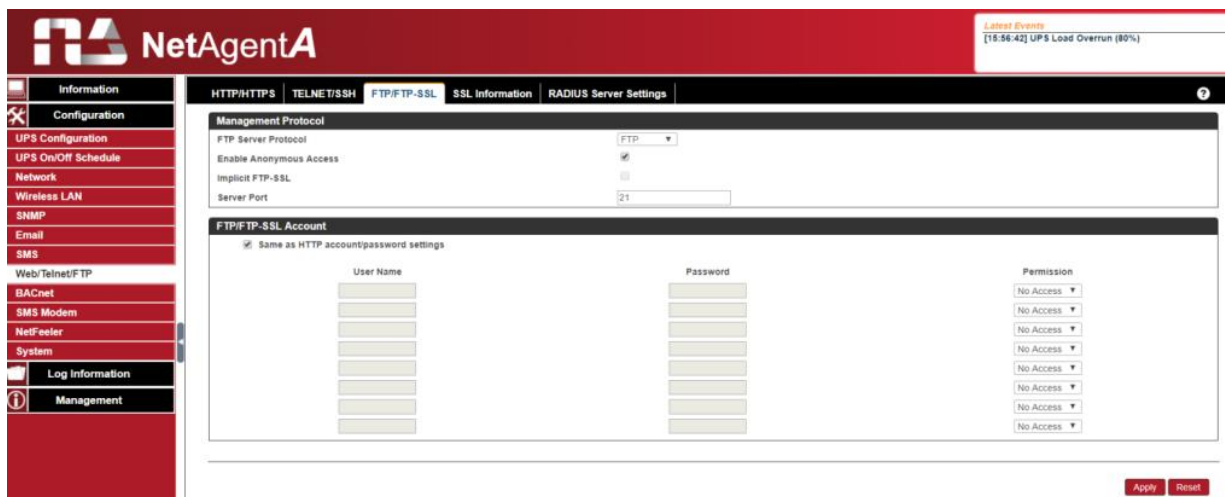 NetAgentA
Latest Events
[15:56:42] UPS Load Overrun (80%)
Information
Configuration
UPS Configuration
UPS On/Off Schedule
Network
Wireless LAN
SNMP
Email
SMS
Web/Telnet/FTP
BACnet
SMS Modem
NetFeeler
System
Log Information
Management
HTTP/HTTPS TELNET/SSH FTP/FTP-SSL SSL Information RADIUS Server Settings ?
Management Protocol
FTP Server Protocol FTP
Enable Anonymous Access
Implicit FTP-SSL
Server Port 21
FTP/FTP-SSL Account
Same as HTTP account/password settings
User Name Password Permission
No Access
No Access
No Access
No Access
No Access
No Access
No Access
No Access
Apply Reset